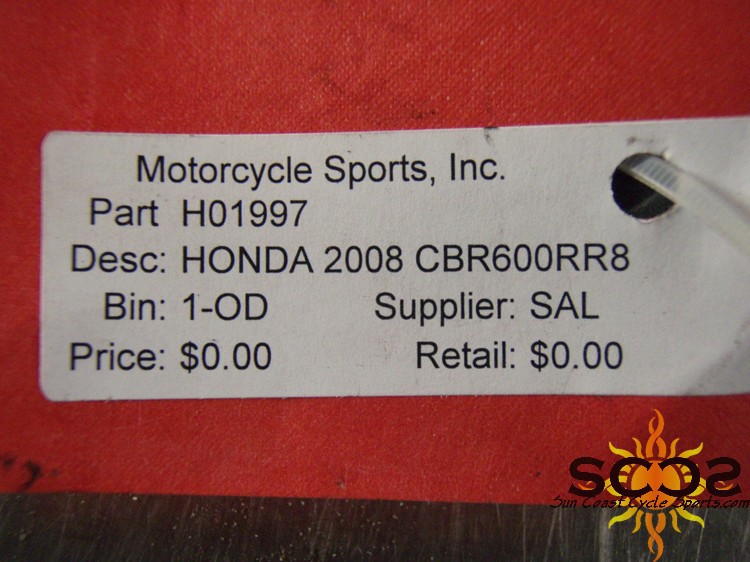 Motorcycle Sports, Inc.
Part H01997
Desc: HONDA 2008 CBR600RR8
Bin: 1-OD Supplier: SAL
Price: $0.00 Retail: $0.00
SCCS
Sun Coast Cycle Sports.com